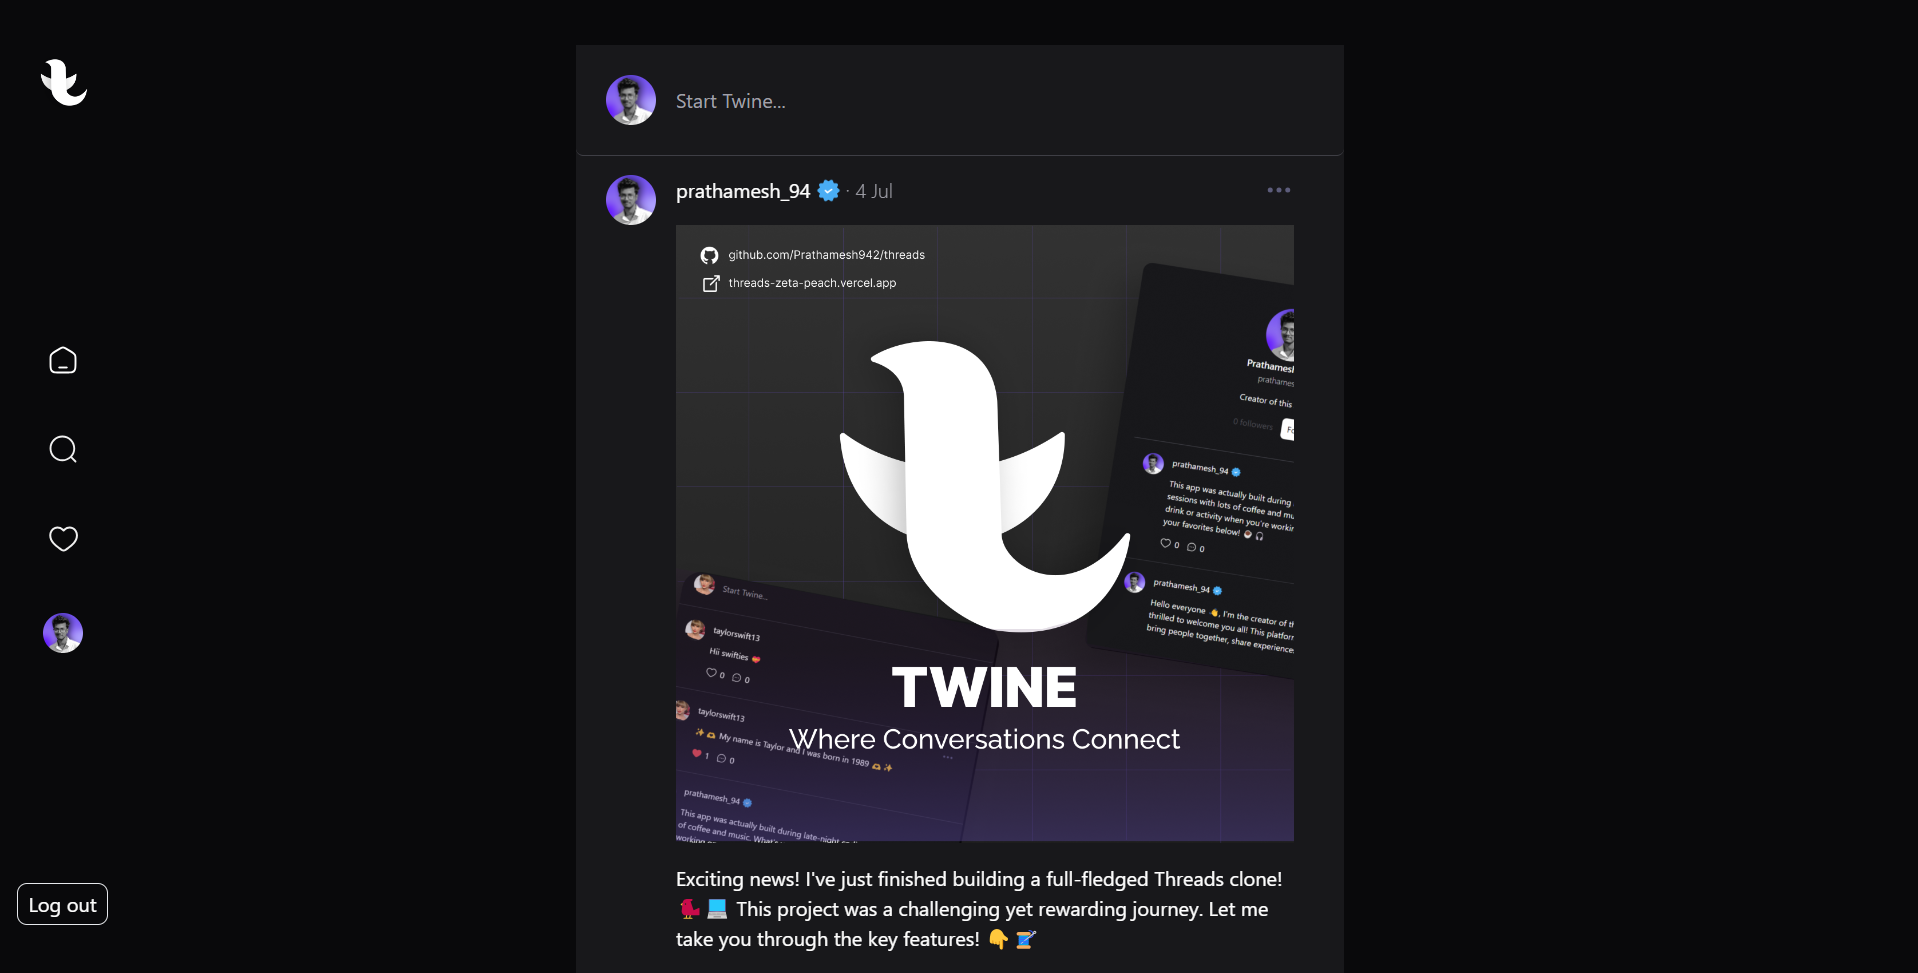 Start Twine...
prathamesh_94 · 4 Jul
github.com/Prathamesh942/threads
threads-zeta-peach.vercel.app
Prathamesh
prathames
Creator of this
0 followers
Fo
prathamesh_94
This app was actually built during
sessions with lots of coffee and mu
drink or activity when you're workin
your favorites below! ☕ 🎧
0 0
prathamesh_94
Hello everyone 👋, I'm the creator of th
thrilled to welcome you all! This platforn
bring people together, share experience
Start Twine...
taylorswift13
Hii swifties ❤️
0 0
taylorswift13
✨ 🫶 My name is Taylor and I was born in 1989 🫶 ✨
1 0
prathamesh_94
This app was actually built during late-night
of coffee and music. What's
TWINE
Where Conversations Connect
Exciting news! I've just finished building a full-fledged Threads clone!
🐦 💻 This project was a challenging yet rewarding journey. Let me
take you through the key features! 👇 🧵
Log out